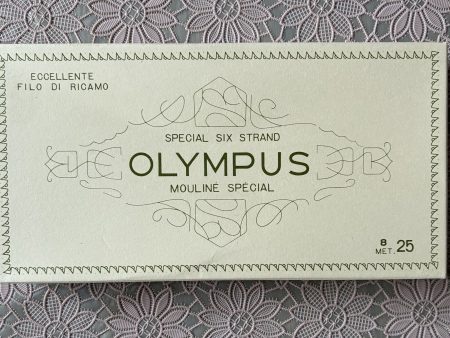 ECCELLENTE
FILO DI RICAMO
SPECIAL SIX STRAND
OLYMPUS
MOULINÉ SPÉCIAL
8
MET. 25